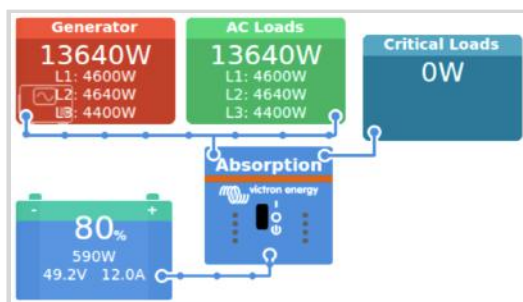 Generator
13640W
L1: 4600W
L2: 4640W
L3: 4400W
AC Loads
13640W
L1: 4600W
L2: 4640W
L3: 4400W
Critical Loads
0W
Absorption
victron energy
- +
80%
590W
49.2V 12.0A